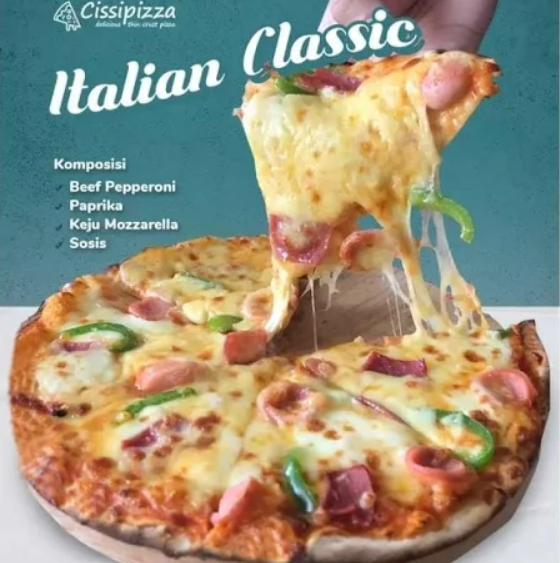 Cissipizza
delicious thin crust pizza
Italian Classic
Komposisi
Beef Pepperoni
Paprika
Keju Mozzarella
Sosis